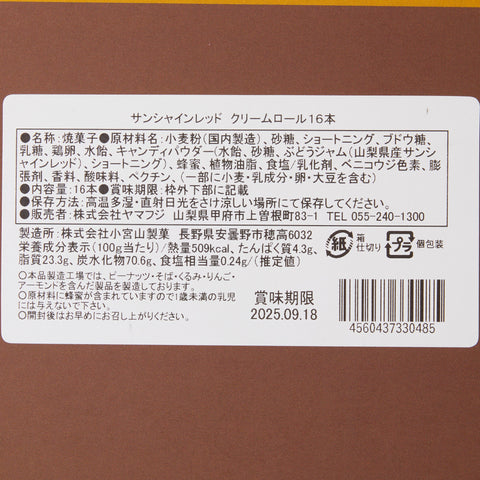 サンシャインレッド クリームロール16本
●名称:焼菓子●原材料名:小麦粉(国内製造)、砂糖、ショートニング、ブドウ糖、
乳糖、鶏卵、水飴、キャンディパウダー(水飴、砂糖、ぶどうジャム(山梨県産サンシャ
インレッド)、ショートニング)、蜂蜜、植物油脂、食塩/乳化剤、ベニコウジ色素、膨
張剤、香料、酸味料、ペクチン、(一部に小麦・乳成分・卵・大豆を含む)
●内容量:16本●賞味期限:枠外下部に記載
●保存方法:高温多湿・直射日光をさけ涼しい場所にて保存してください。
●販売者:株式会社ヤマフジ 山梨県甲府市上曽根町83-1 TEL 055-240-1300
製造所:株式会社小宮山製菓 長野県安曇野市穂高6032
栄養成分表示(100g当たり)/熱量509kcal、たんぱく質4.3g、
脂質23.3g、炭水化物70.6g、食塩相当量0.24g/(推定値)
紙 箱 仕切り プラ 個包装
○本品製造工場では、ピーナッツ・そば・くるみ・りんご・
アーモンドを含んだ製品を製造しております。
○原材料に蜂蜜が含まれていますので1歳未満の乳児
には与えないで下さい。
○開封後はお早めにお召し上がりください。
賞味期限
2025.09.18
4560437330485